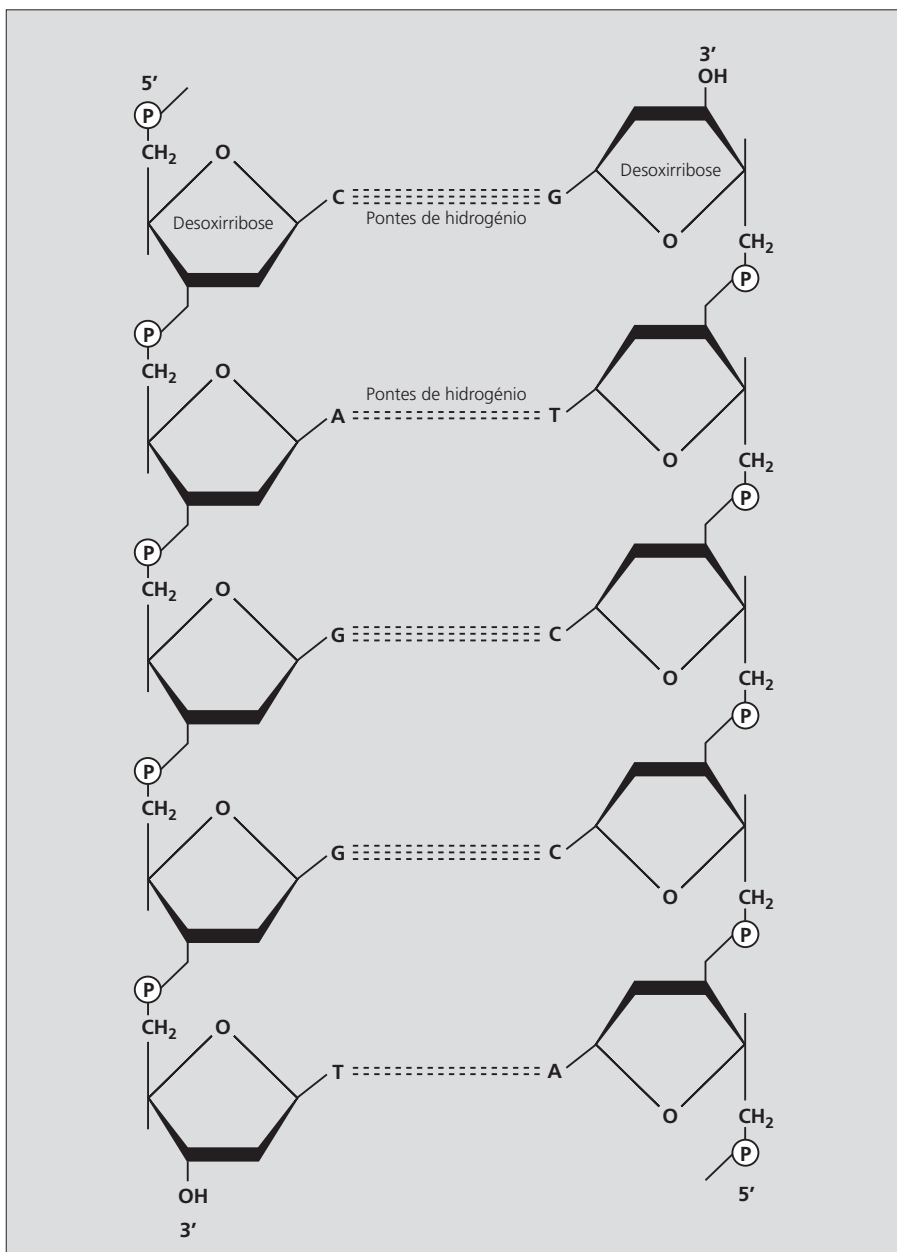 3’
5’ OH
P
CH2 O
Desoxirribose
C G
Desoxirribose
Pontes de hidrogénio
O CH2
P
P
CH2 O
Pontes de hidrogénio
A T
O CH2
P
P
CH2 O
G C
O CH2
P
P
CH2 O
G C
O CH2
P
P
CH2 O
T A
O CH2
P
OH 5’
3’